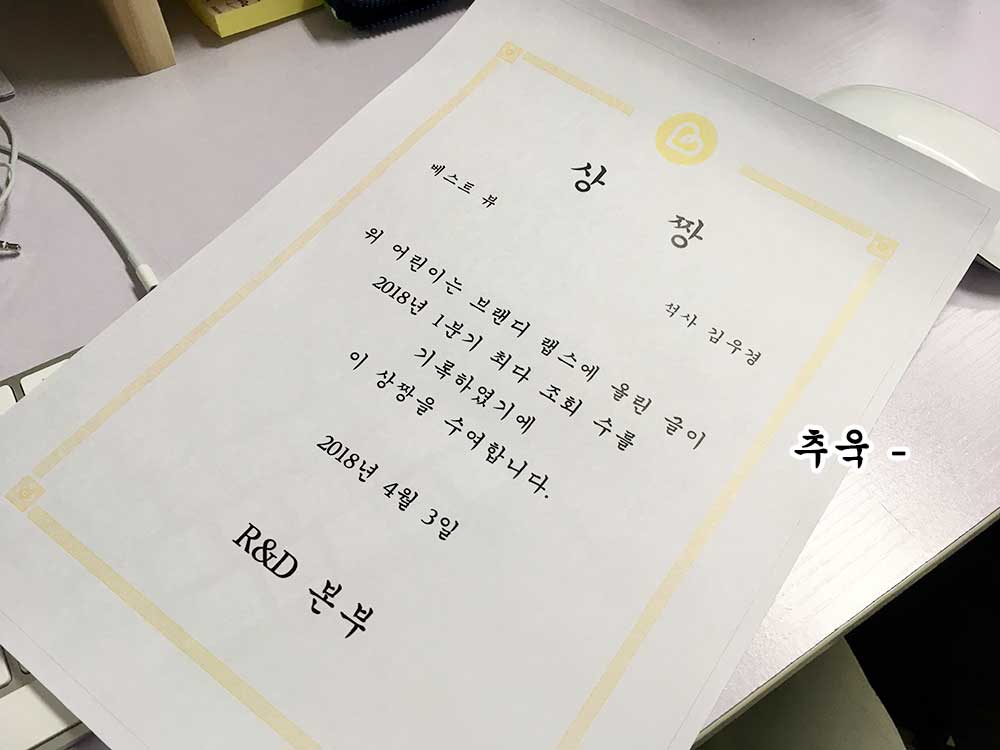 상 짱
베스트 뷰
석사 김우경
위 어린이는 브랜디 랩스에 올린 글이
2018년 1분기 최다 조회 수를
기록하였기에
이 상짱을 수여합니다.
2018년 4월 3일
R&D 본부
추욱 -